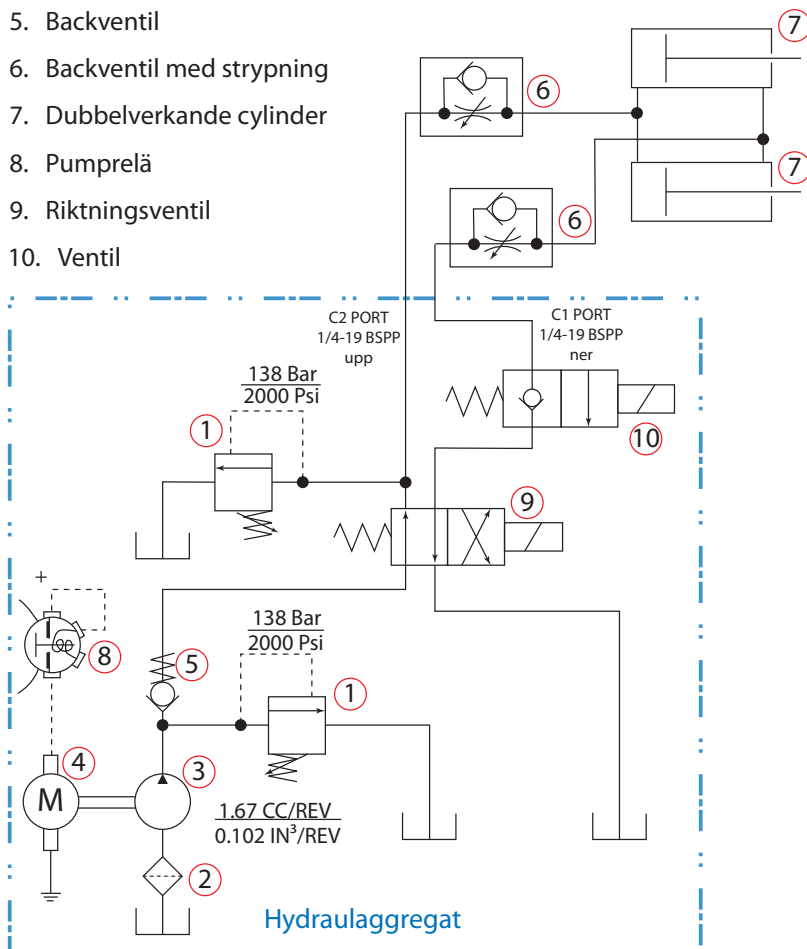 5. Backventil
6. Backventil med strypning
7. Dubbelverkande cylinder
8. Pumprelä
9. Riktningsventil
10. Ventil
7
6
7
6
C2 PORT
1/4-19 BSPP
upp
C1 PORT
1/4-19 BSPP
ner
138 Bar
2000 Psi
1
10
9
+
138 Bar
2000 Psi
8
5
1
4
3
M
1.67 CC/REV
0.102 IN³/REV
2
Hydraulaggregat